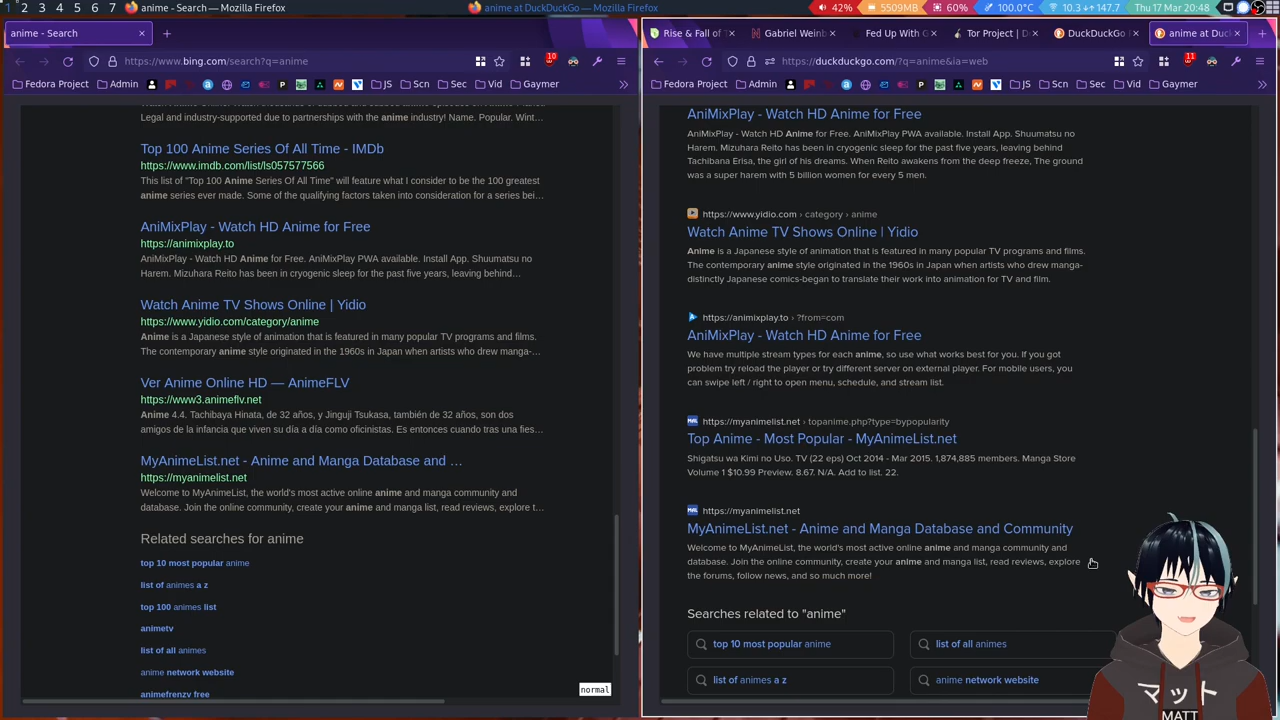 1 2 3 4 5 6 7 anime - Search — Mozilla Firefox
anime at DuckDuckGo — Mozilla Firefox
42% 5509MB 60% 100.0°C 10.3 147.7 Thu 17 Mar 20:48
anime - Search
https://www.bing.com/search?q=anime
10
Fedora Project Admin JS Scn Sec Vid Gaymer
Legal and industry-supported due to partnerships with the anime industry! Name. Popular. Wint…
Top 100 Anime Series Of All Time - IMDb
https://www.imdb.com/list/ls057577566
This list of "Top 100 Anime Series Of All Time" will feature what I consider to be the 100 greatest
anime series ever made. Some of the qualifying factors taken into consideration for a series bei…
AniMixPlay - Watch HD Anime for Free
https://animixplay.to
AniMixPlay - Watch HD Anime for Free. AniMixPlay PWA available. Install App. Shuumatsu no
Harem. Mizuhara Reito has been in cryogenic sleep for the past five years, leaving behind…
Watch Anime TV Shows Online | Yidio
https://www.yidio.com/category/anime
Anime is a Japanese style of animation that is featured in many popular TV programs and films.
The contemporary anime style originated in the 1960s in Japan when artists who drew manga-…
Ver Anime Online HD — AnimeFLV
https://www3.animeflv.net
Anime 4.4. Tachibana Hinata, de 32 años, y Jinguji Tsukasa, también de 32 años, son dos
amigos de la infancia que viven su día a día como oficinistas. Es entonces cuando tras una fies…
MyAnimeList.net - Anime and Manga Database and …
https://myanimelist.net
Welcome to MyAnimeList, the world's most active online anime and manga community and
database. Join the online community, create your anime and manga list, read reviews, explore t…
Related searches for anime
top 10 most popular anime
list of animes a z
top 100 animes list
animetv
list of all animes
anime network website
animefrenzy free
normal
Rise & Fall of T
Gabriel Weinb
Fed Up With G
Tor Project | D
DuckDuckGo
anime at Duc
https://duckduckgo.com/?q=anime&ia=web
11
Fedora Project Admin JS Scn Sec Vid Gaymer
AniMixPlay - Watch HD Anime for Free
AniMixPlay - Watch HD Anime for Free. AniMixPlay PWA available. Install App. Shuumatsu no
Harem. Mizuhara Reito has been in cryogenic sleep for the past five years, leaving behind
Tachibana Erisa, the girl of his dreams. When Reito awakens from the deep freeze, The ground
was a super harem with 5 billion women for every 5 men.
https://www.yidio.com › category › anime
Watch Anime TV Shows Online | Yidio
Anime is a Japanese style of animation that is featured in many popular TV programs and films.
The contemporary anime style originated in the 1960s in Japan when artists who drew manga-
distinctly Japanese comics-began to translate their work into animation for TV and film.
https://animixplay.to › ?from=com
AniMixPlay - Watch HD Anime for Free
We have multiple stream types for each anime, so use what works best for you. If you got
problem try reload the player or try different server on external player. For mobile users, you
can swipe left / right to open menu, schedule, and stream list.
https://myanimelist.net › topanime.php?type=bypopularity
Top Anime - Most Popular - MyAnimeList.net
Shigatsu wa Kimi no Uso. TV (22 eps) Oct 2014 - Mar 2015. 1,874,885 members. Manga Store
Volume 1 $10.99 Preview. 8.67. N/A. Add to list. 22.
https://myanimelist.net
MyAnimeList.net - Anime and Manga Database and Community
Welcome to MyAnimeList, the world's most active online anime and manga community and
database. Join the online community, create your anime and manga list, read reviews, explore
the forums, follow news, and so much more!
Searches related to "anime"
top 10 most popular anime
list of all animes
list of animes a z
anime network website
マット
MATT